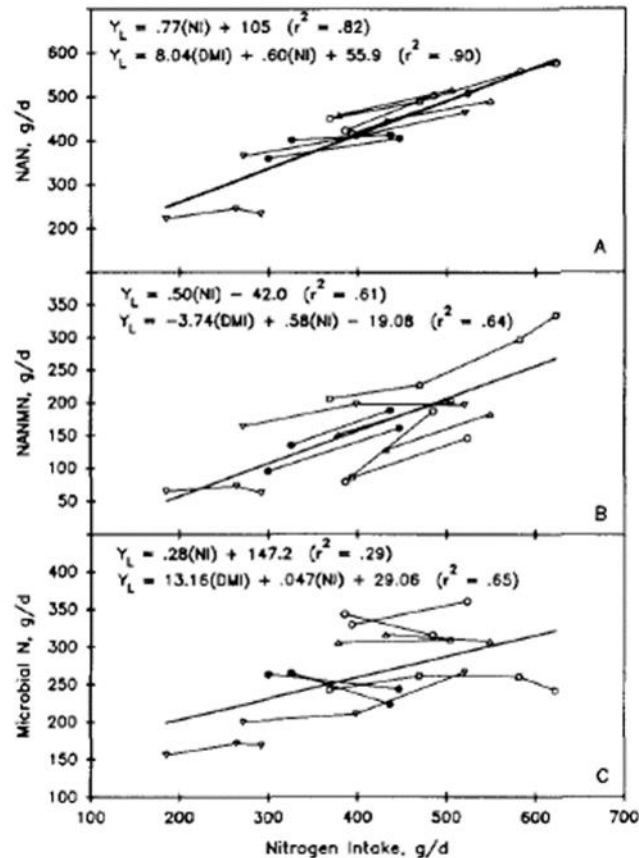 Y_L = .77(NI) + 105 (r² = .82)
Y_L = 8.04(DMI) + .60(NI) + 55.9 (r² = .90)
600
500
400
300
200
NAN, g/d
A
Y_L = .50(NI) − 42.0 (r² = .61)
Y_L = −3.74(DMI) + .58(NI) − 19.08 (r² = .64)
350
300
250
200
150
100
50
NANMN, g/d
B
Y_L = .28(NI) + 147.2 (r² = .29)
Y_L = 13.16(DMI) + .047(NI) + 29.06 (r² = .65)
400
350
300
250
200
150
100
Microbial N, g/d
C
100 200 300 400 500 600 700
Nitrogen Intake, g/d